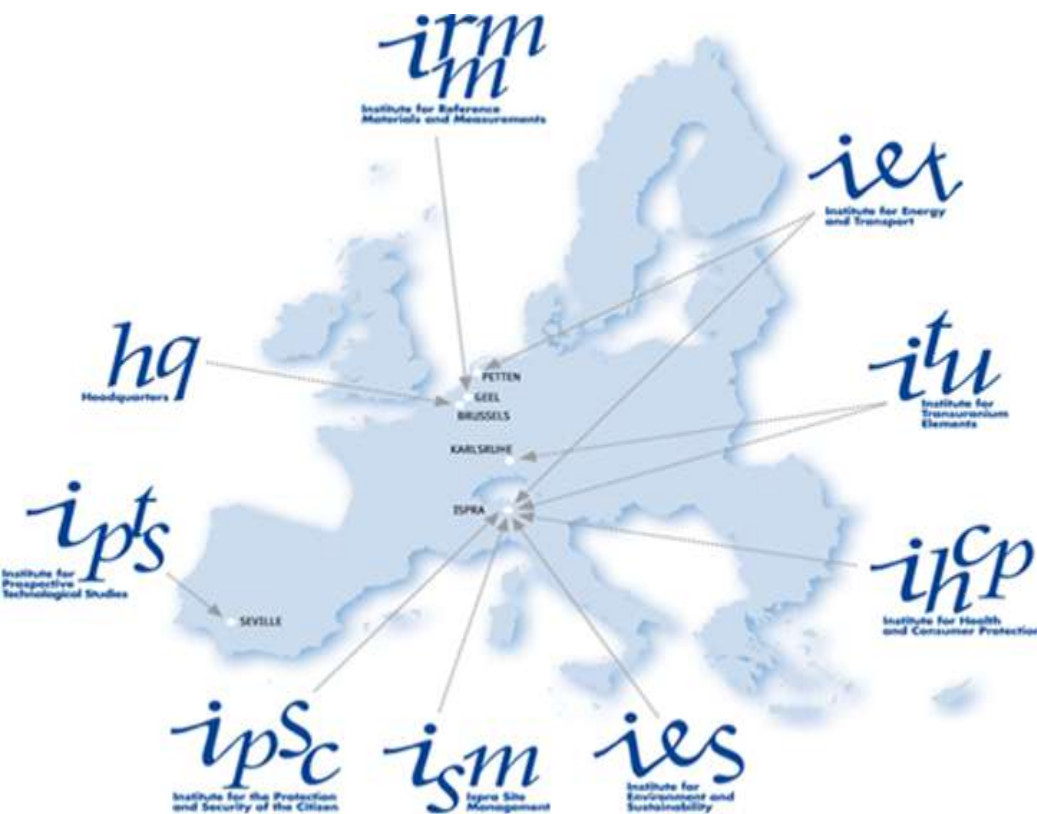 irmm
Institute for Reference
Materials and Measurements
iet
Institute for Energy
and Transport
hq
Headquarters
itu
Institute for
Transuranium
Elements
PETTEN
GEEL
BRUSSELS
KARLSRUHE
ISPRA
ipts
Institute for
Prospective
Technological Studies
SEVILLE
ihcp
Institute for Health
and Consumer Protection
ipsc
Institute for the Protection
and Security of the Citizen
ism
Ispra Site
Management
ies
Institute for
Environment and
Sustainability